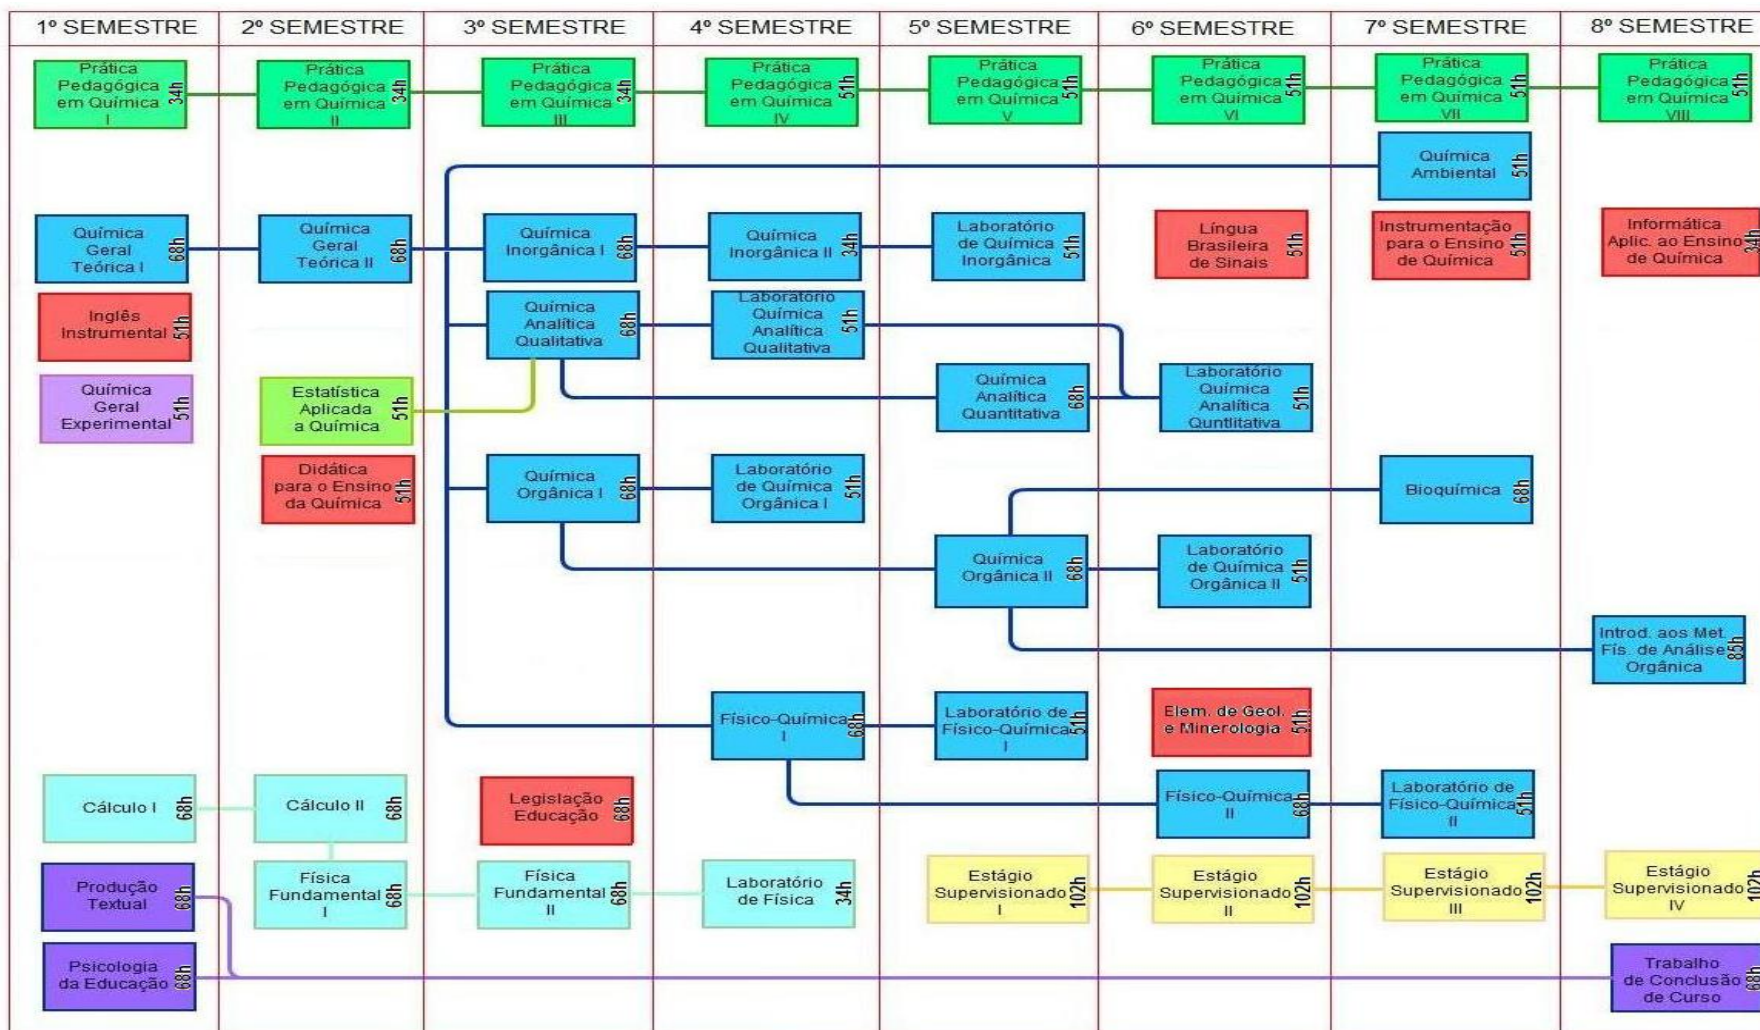 1º SEMESTRE
2º SEMESTRE
3º SEMESTRE
4º SEMESTRE
5º SEMESTRE
6º SEMESTRE
7º SEMESTRE
8º SEMESTRE
Prática
Pedagógica
em Química
I
34h
Prática
Pedagógica
em Química
II
34h
Prática
Pedagógica
em Química
III
34h
Prática
Pedagógica
em Química
IV
51h
Prática
Pedagógica
em Química
V
51h
Prática
Pedagógica
em Química
VI
51h
Prática
Pedagógica
em Química
VII
51h
Prática
Pedagógica
em Química
VIII
51h
Química
Ambiental
51h
Química
Geral
Teórica I
68h
Química
Geral
Teórica II
68h
Química
Inorgânica I
68h
Química
Inorgânica II
34h
Laboratório
de Química
Inorgânica
51h
Língua
Brasileira
de Sinais
51h
Instrumentação
para o Ensino
de Química
51h
Informática
Aplic. ao Ensino
de Química
34h
Inglês
Instrumental
51h
Química
Analítica
Qualitativa
68h
Laboratório
Química
Analítica
Qualitativa
51h
Química
Geral
Experimental
51h
Estatística
Aplicada
a Química
51h
Química
Analítica
Quantitativa
68h
Laboratório
Química
Analítica
Quntlitativa
51h
Didática
para o Ensino
da Química
51h
Química
Orgânica I
68h
Laboratório
de Química
Orgânica I
51h
Bioquímica
68h
Química
Orgânica II
68h
Laboratório
de Química
Orgânica II
51h
Introd. aos Met.
Fís. de Análise
Orgânica
85h
Físico-Química
I
68h
Laboratório de
Físico-Química
I
51h
Elem. de Geol.
e Minerologia
51h
Cálculo I
68h
Cálculo II
68h
Legislação
Educação
68h
Físico-Química
II
68h
Laboratório de
Físico-Química
II
51h
Produção
Textual
68h
Física
Fundamental
I
68h
Física
Fundamental
II
68h
Laboratório
de Física
34h
Estágio
Supervisionado
I
102h
Estágio
Supervisionado
II
102h
Estágio
Supervisionado
III
102h
Estágio
Supervisionado
IV
102h
Psicologia
da Educação
68h
Trabalho
de Conclusão
de Curso
68h